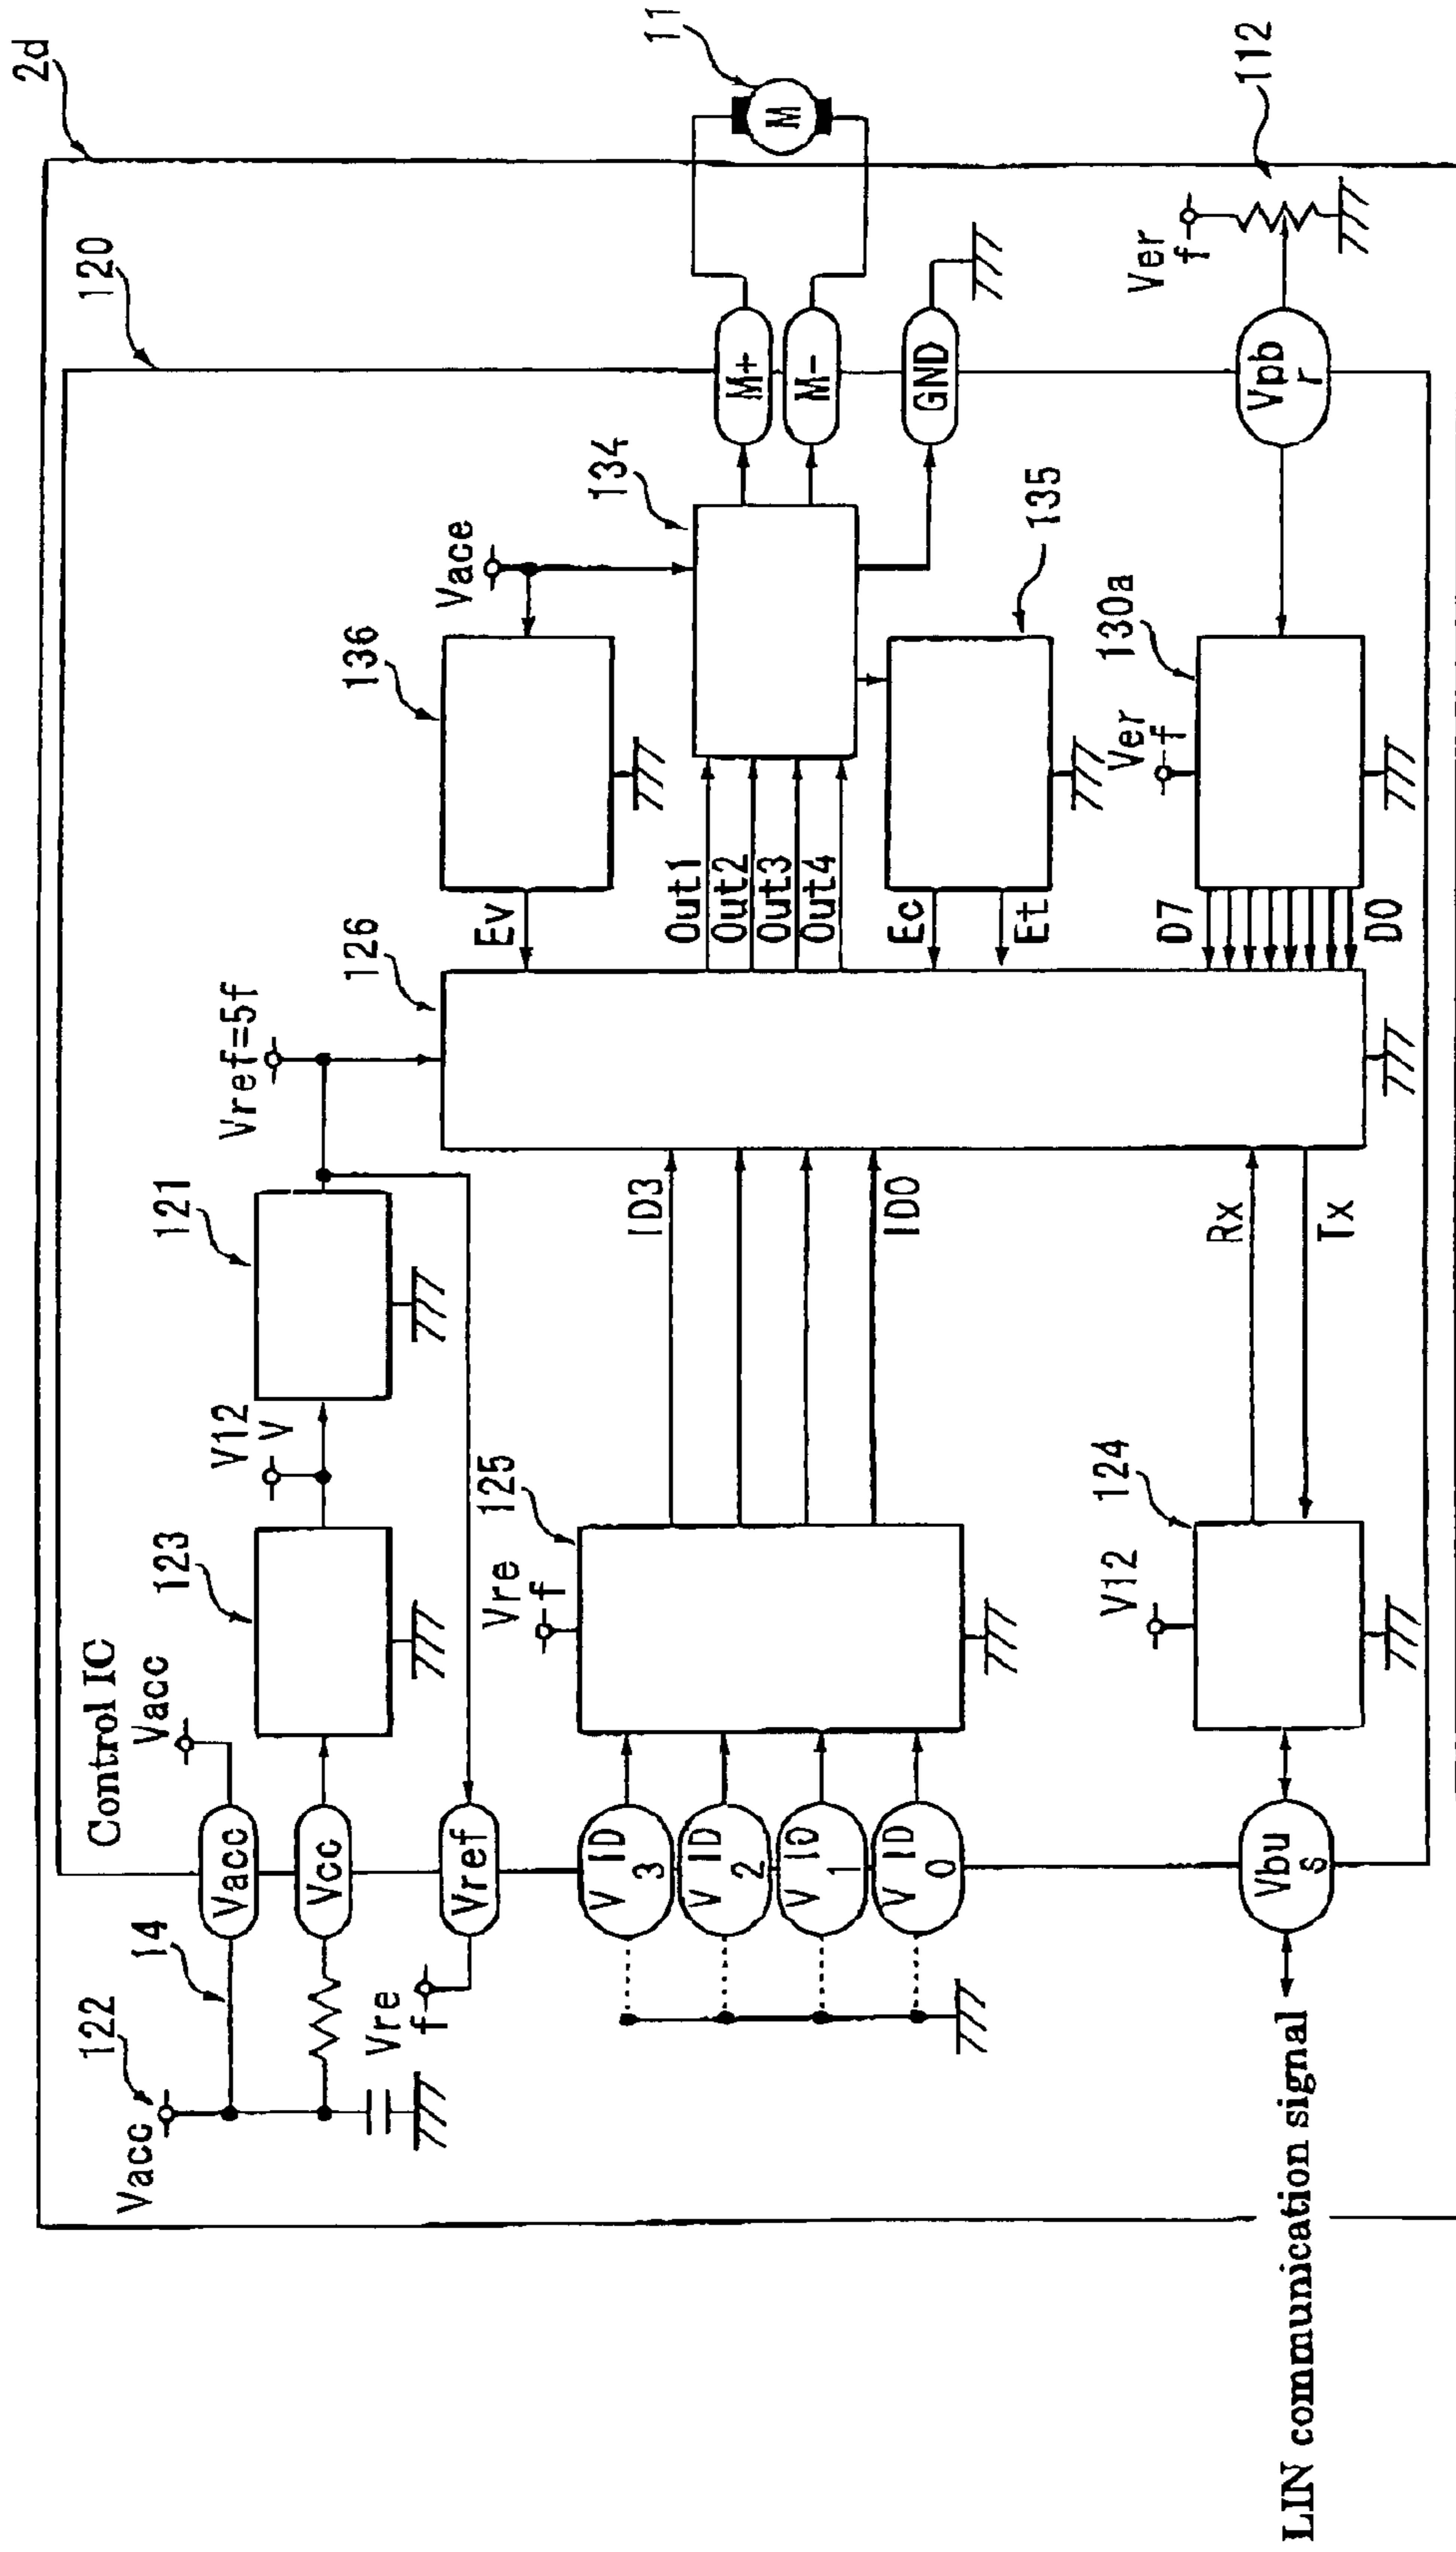 2d
120
Control IC
122
Vacc
14
Vacc
Vacc
Vcc
Vref
Vre
f
123
V12
V
121
Vref=5f
126
136
Ev
Vace
134
Out1
Out2
Out3
Out4
M+
M-
GND
M
11
135
Ec
Et
125
Vre
f
V ID
3
V ID
2
V ID
1
V ID
0
ID3
ID0
Rx
Tx
124
V12
Vbu
s
LIN communication signal
130a
Ver
f
D7
D0
Vpb
r
Ver
f
112